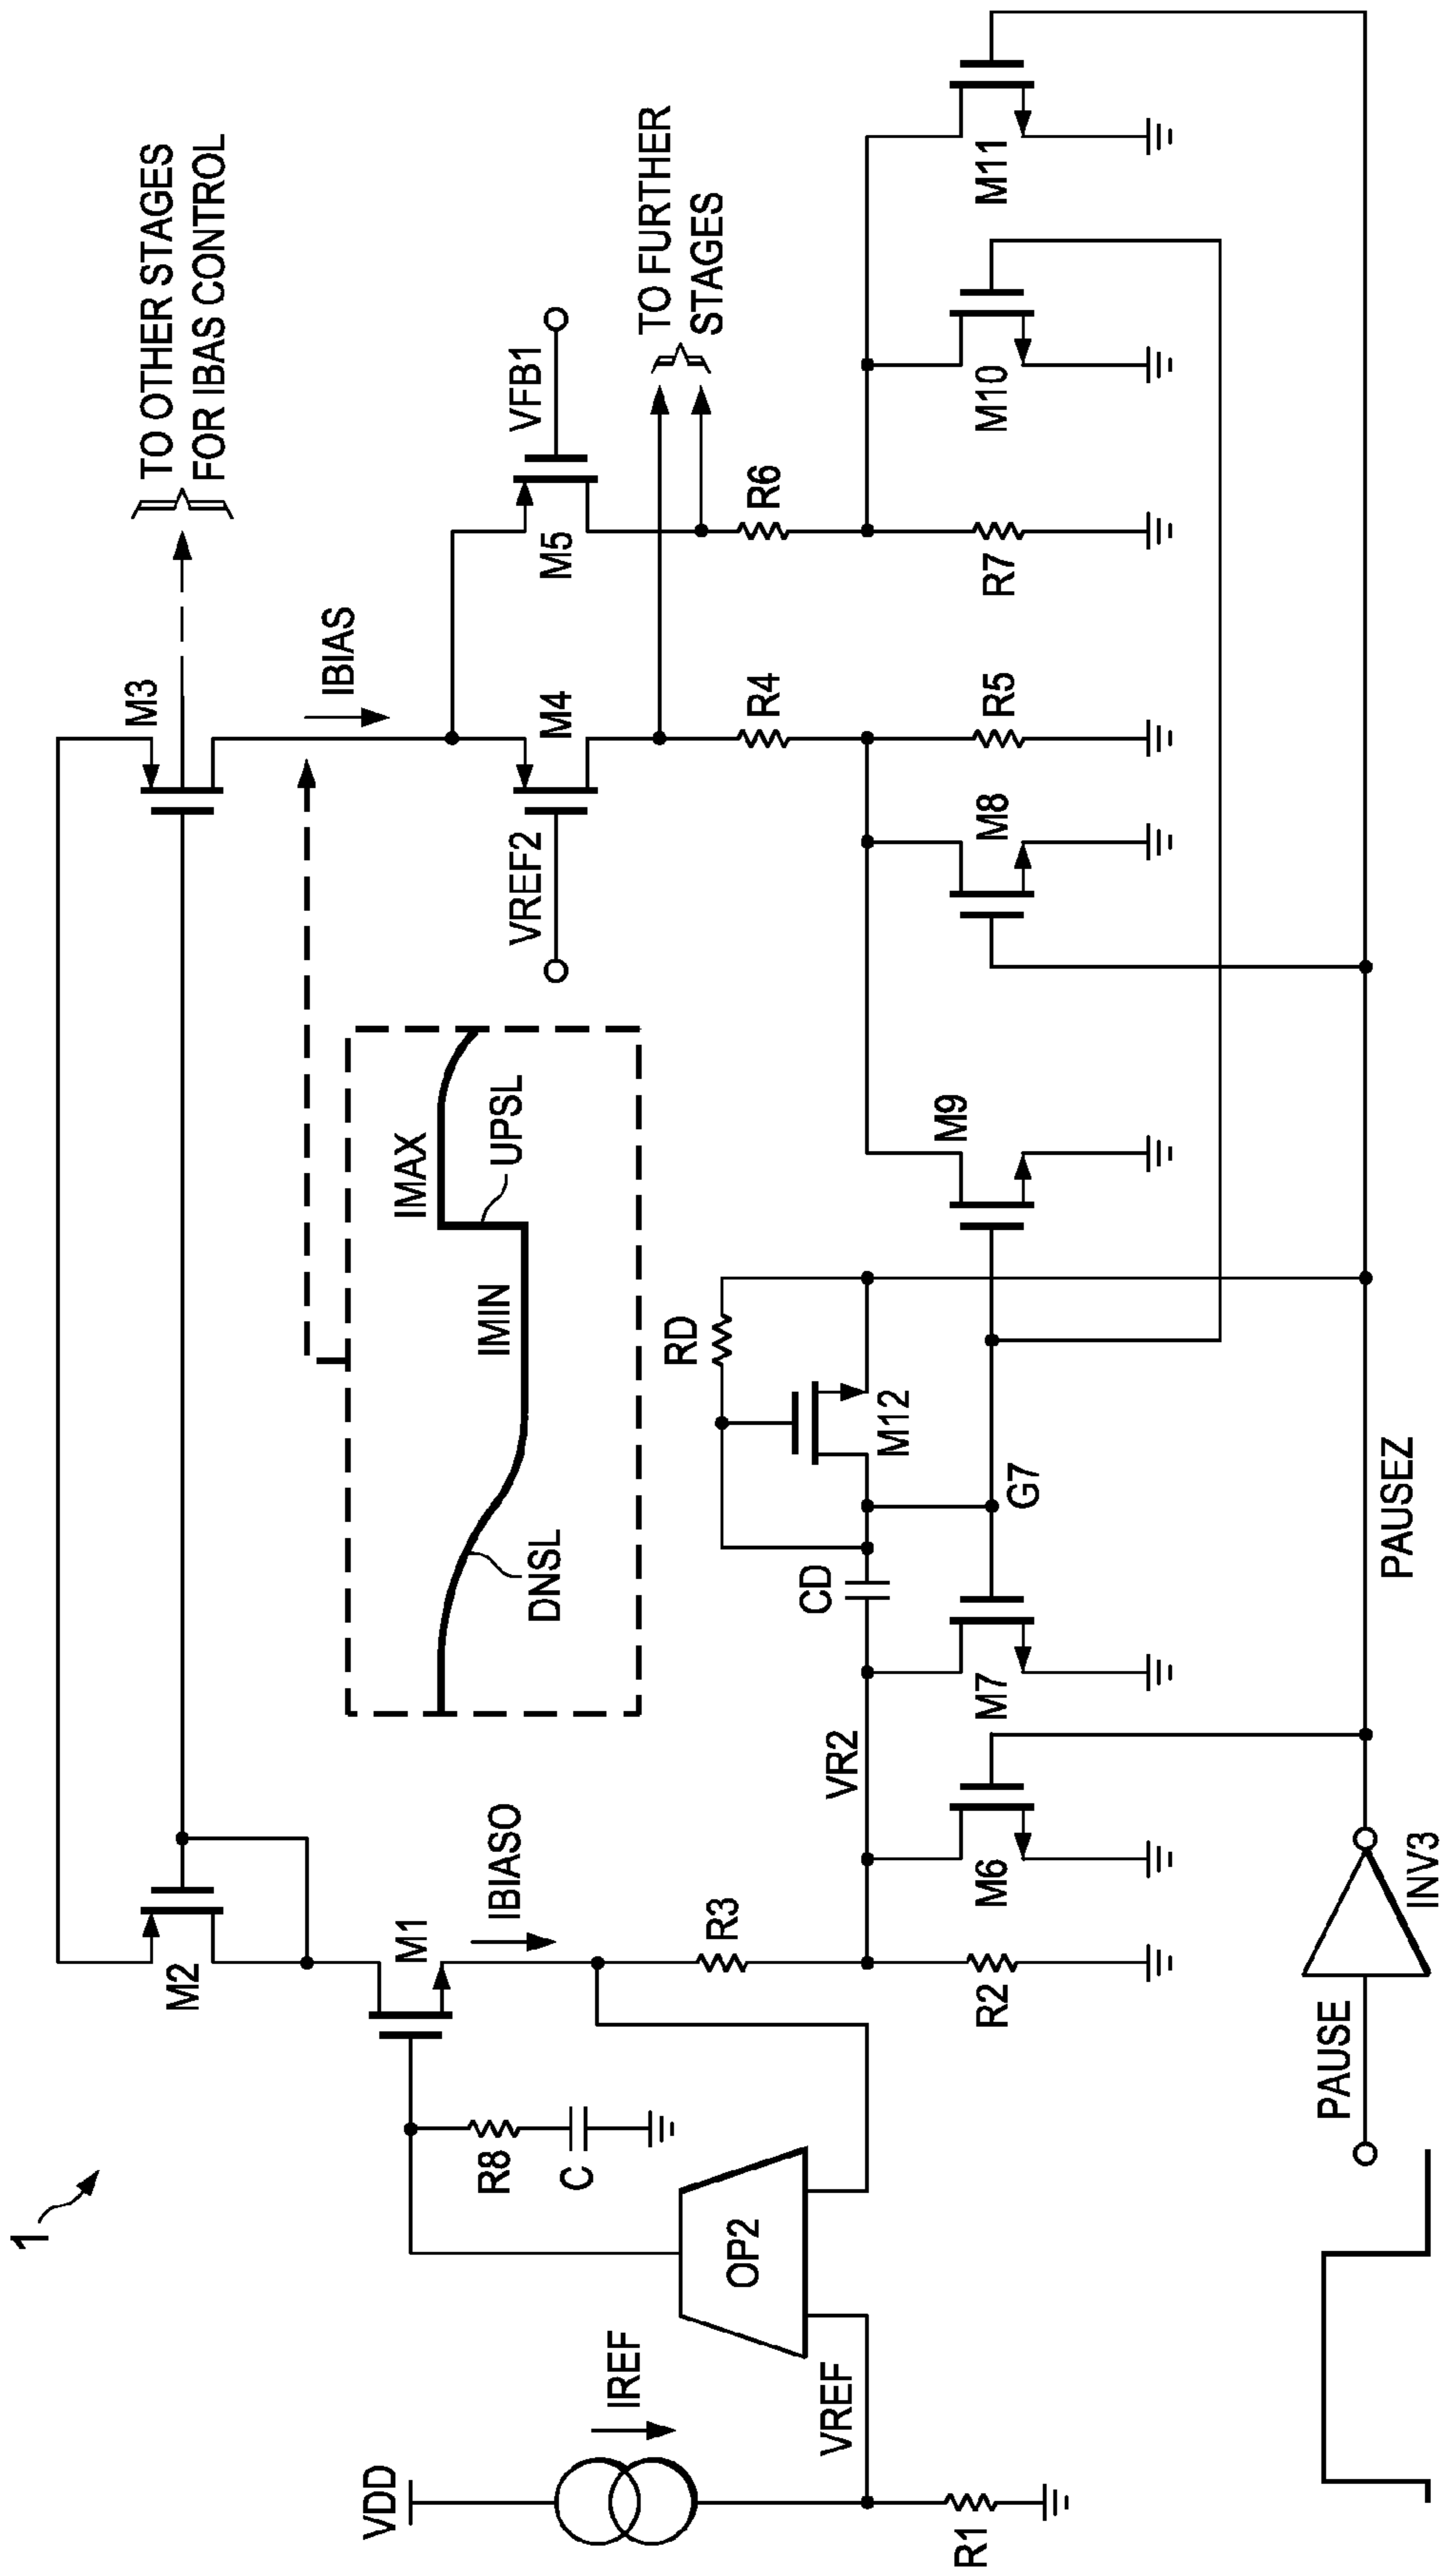 1
VDD
IREF
VREF
R1
OP2
R8
C
M2
M1
IBIASO
R3
R2
M3
TO OTHER STAGES
FOR IBAS CONTROL
IBIAS
IMAX
UPSL
IMIN
DNSL
VREF2
M4
M5
VFB1
TO FURTHER
STAGES
R4
R5
R6
R7
VR2
CD
RD
M12
G7
M6
M7
M9
M8
M10
M11
PAUSE
INV3
PAUSEZ